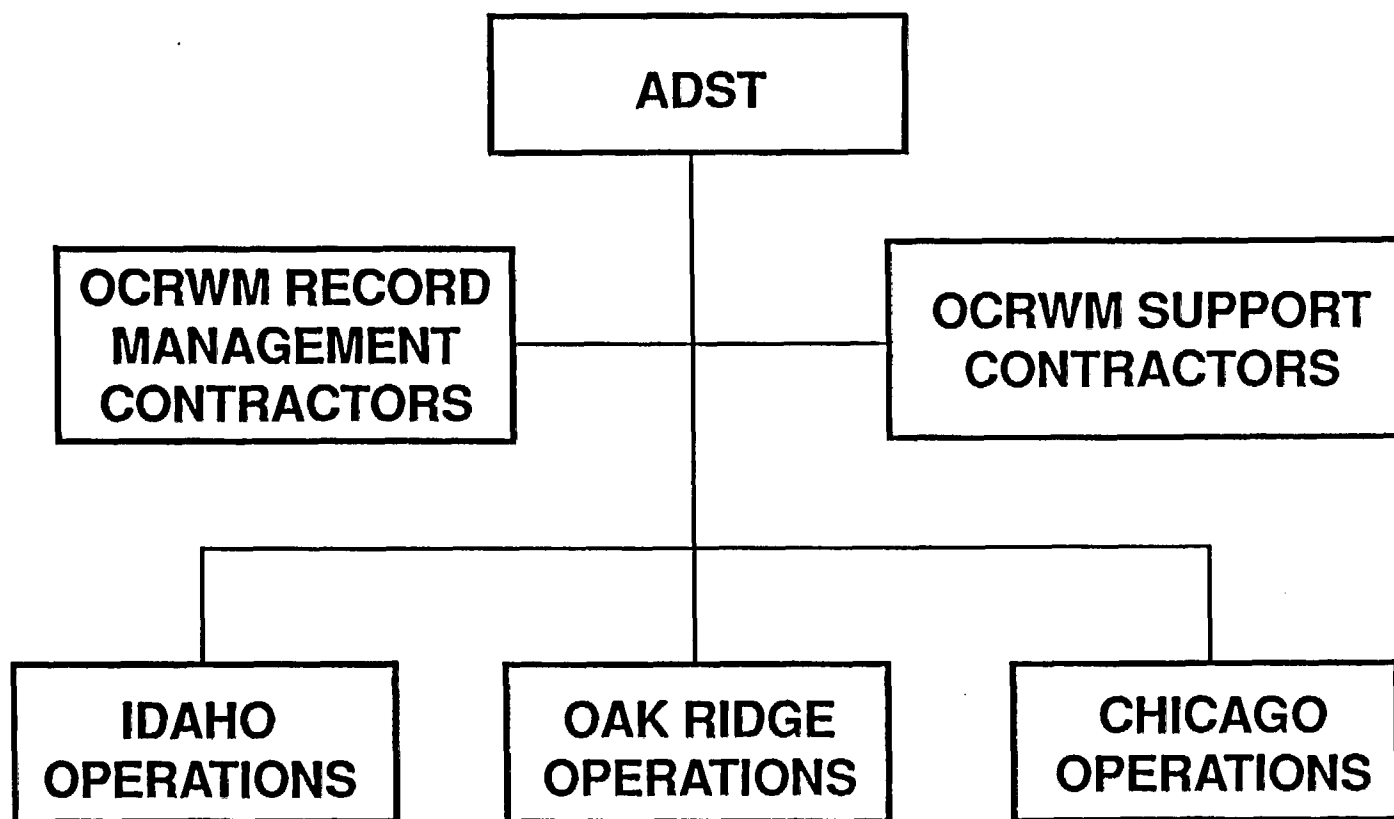 ADST
OCRWM RECORD
MANAGEMENT
CONTRACTORS
OCRWM SUPPORT
CONTRACTORS
IDAHO
OPERATIONS
OAK RIDGE
OPERATIONS
CHICAGO
OPERATIONS